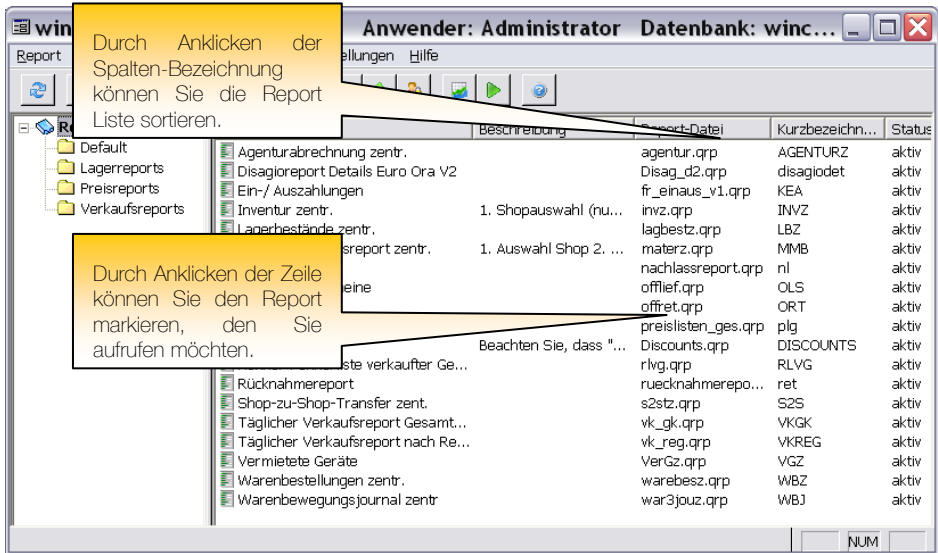 win Anwender: Administrator Datenbank: winc...
Report ellungen Hilfe
Durch Anklicken der
Spalten-Bezeichnung
können Sie die Report
Liste sortieren.
Beschreibung Report-Datei Kurzbezeichn... Status
Default
Lagerreports
Preisreports
Verkaufsreports
Agenturabrechnung zentr. agentur.qrp AGENTURZ aktiv
Disagioreport Details Euro Ora V2 Disag_d2.qrp disagiodet aktiv
Ein-/ Auszahlungen fr_einaus_v1.qrp KEA aktiv
Inventur zentr. 1. Shopauswahl (nu... invz.qrp INVZ aktiv
Lagerbestände zentr. lagbestz.qrp LBZ aktiv
sreport zentr. 1. Auswahl Shop 2. ... materz.qrp MMB aktiv
nachlassreport.qrp nl aktiv
eine offlief.qrp OLS aktiv
offret.qrp ORT aktiv
preislisten_ges.qrp plg aktiv
Beachten Sie, dass "... Discounts.qrp DISCOUNTS aktiv
ste verkaufter Ge... rlvg.qrp RLVG aktiv
Durch Anklicken der Zeile
können Sie den Report
markieren, den Sie
aufrufen möchten.
Rücknahmereport ruecknahmerepo... ret aktiv
Shop-zu-Shop-Transfer zent. s2stz.qrp S2S aktiv
Täglicher Verkaufsreport Gesamt... vk_gk.qrp VKGK aktiv
Täglicher Verkaufsreport nach Re... vk_reg.qrp VKREG aktiv
Vermietete Geräte VerGz.qrp VGZ aktiv
Warenbestellungen zentr. warebesz.qrp WBZ aktiv
Warenbewegungsjournal zentr war3jouz.qrp WBJ aktiv
NUM